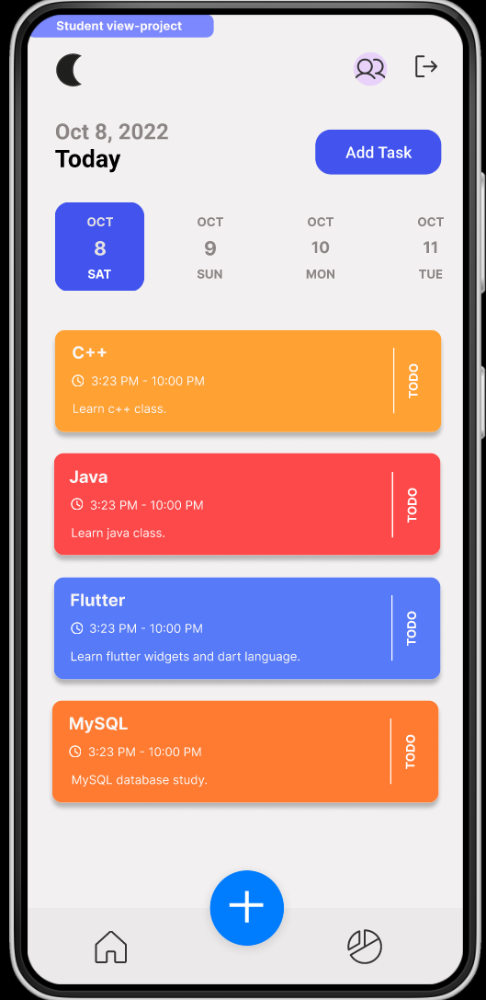 Student view-project
Oct 8, 2022
Today
Add Task
OCT OCT OCT OCT
8 9 10 11
SAT SUN MON TUE
C++
3:23 PM - 10:00 PM
Learn c++ class.
TODO
Java
3:23 PM - 10:00 PM
Learn java class.
TODO
Flutter
3:23 PM - 10:00 PM
Learn flutter widgets and dart language.
TODO
MySQL
3:23 PM - 10:00 PM
MySQL database study.
TODO